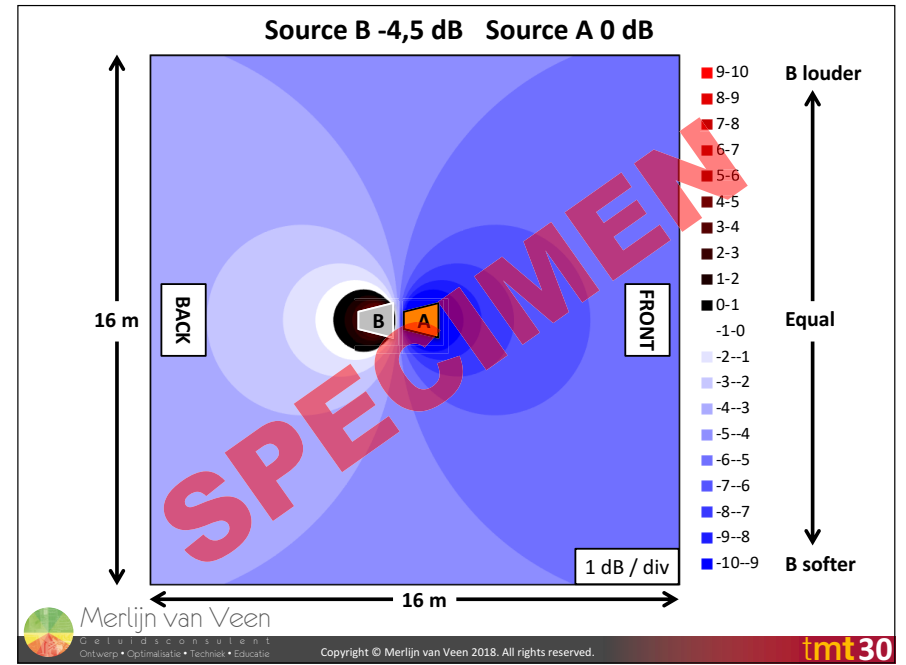 Source B -4,5 dB Source A 0 dB
9-10
B louder
8-9
7-8
6-7
5-6
4-5
3-4
2-3
1-2
0-1
Equal
-1-0
-2--1
-3--2
-4--3
-5--4
-6--5
-7--6
-8--7
-9--8
-10--9
B softer
16 m
BACK
B
A
FRONT
SPECIMEN
1 dB / div
16 m
Merlijn van Veen
Geluidsconsulent
Ontwerp • Optimalisatie • Techniek • Educatie
Copyright © Merlijn van Veen 2018. All rights reserved.
tmt30